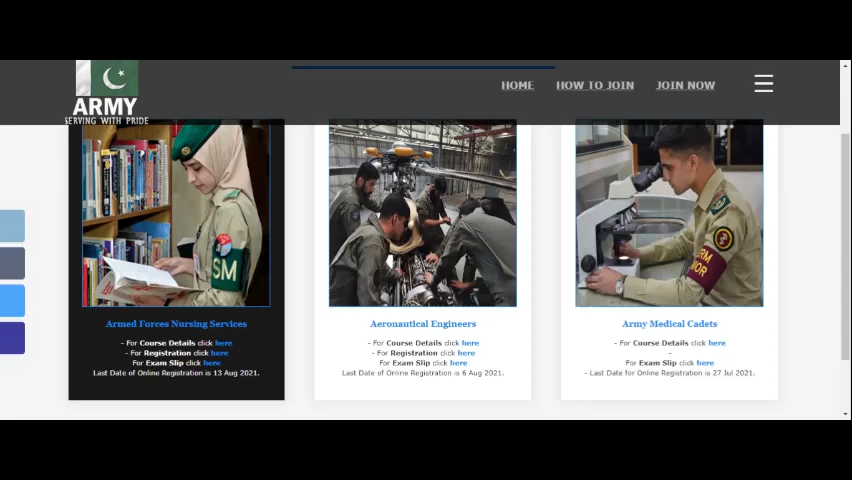 HOME HOW TO JOIN JOIN NOW
ARMY
SERVING WITH PRIDE
SM
RM
NOR
Armed Forces Nursing Services
- For Course Details click here
- For Registration click here
For Exam Slip click here
Last Date of Online Registration is 13 Aug 2021.
Aeronautical Engineers
- For Course Details click here
- For Registration click here
For Exam Slip click here
Last Date of Online Registration is 6 Aug 2021.
Army Medical Cadets
- For Course Details click here
-
For Exam Slip click here
- Last Date for Online Registration is 27 Jul 2021.